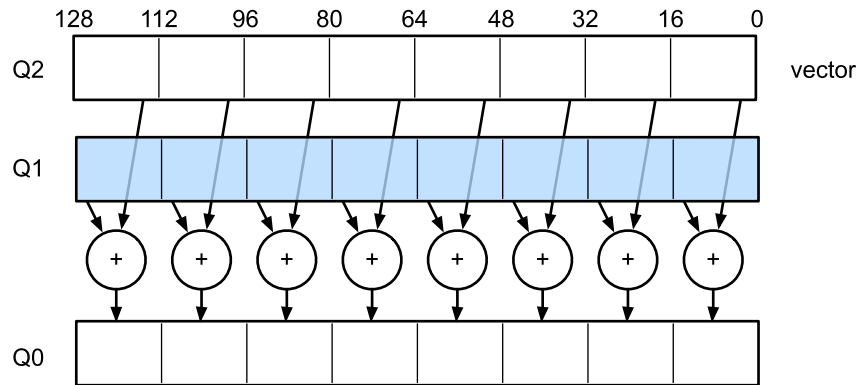 128 112 96 80 64 48 32 16 0
Q2 vector
Q1
+ + + + + + + +
Q0